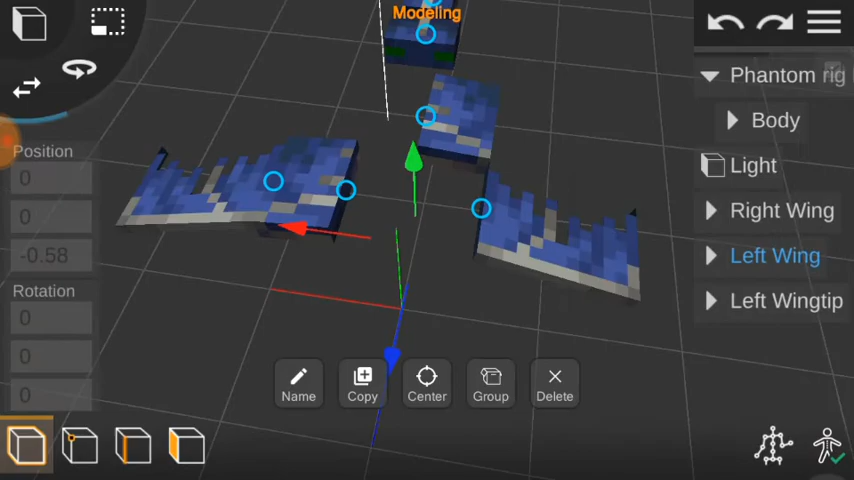 Modeling
Phantom rig
Body
Light
Right Wing
Left Wing
Left Wingtip
Position
0
0
-0.58
Rotation
0
0
0
Name
Copy
Center
Group
Delete